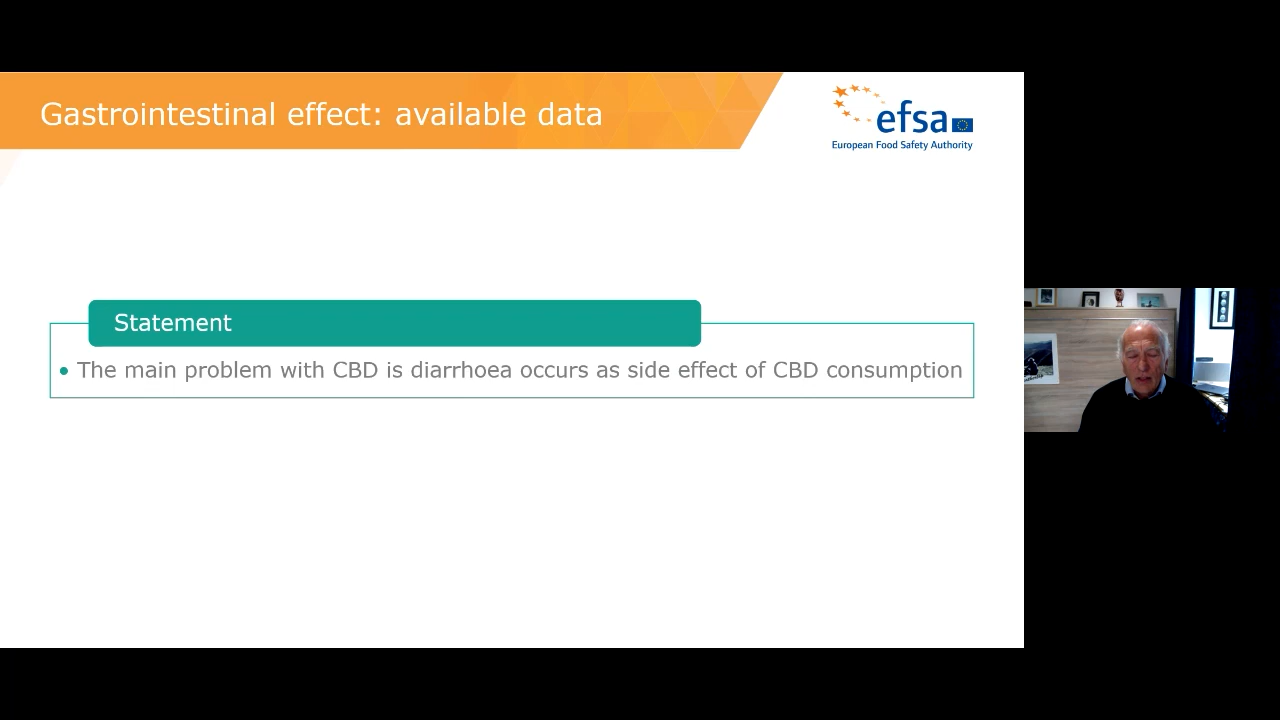 Gastrointestinal effect: available data
efsa
European Food Safety Authority
Statement
• The main problem with CBD is diarrhoea occurs as side effect of CBD consumption